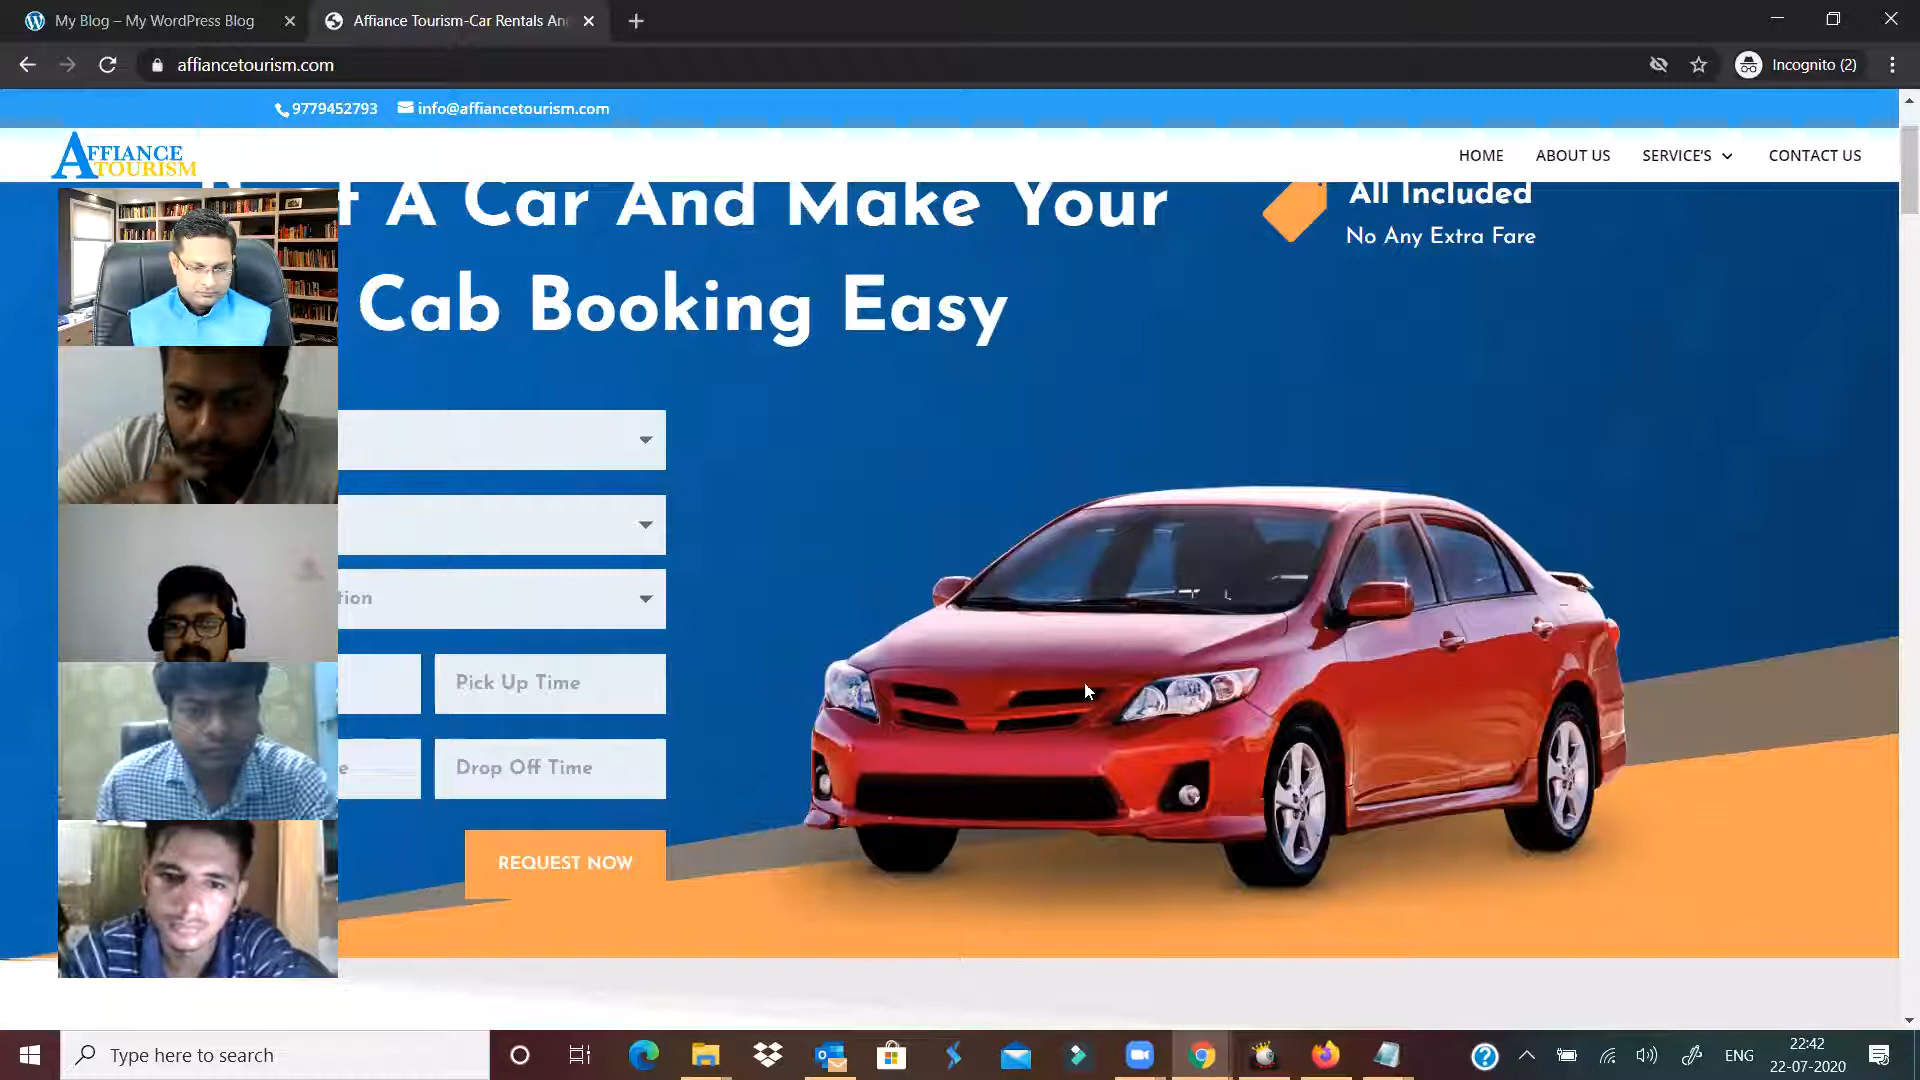 My Blog – My WordPress Blog
Affiance Tourism-Car Rentals An
affiancetourism.com
Incognito (2)
9779452793
info@affiancetourism.com
AFFIANCE
TOURISM
HOME
ABOUT US
SERVICE'S
CONTACT US
A Car And Make Your
Cab Booking Easy
All Included
No Any Extra Fare
tion
Pick Up Time
e
Drop Off Time
REQUEST NOW
Type here to search
ENG
22:42
22-07-2020